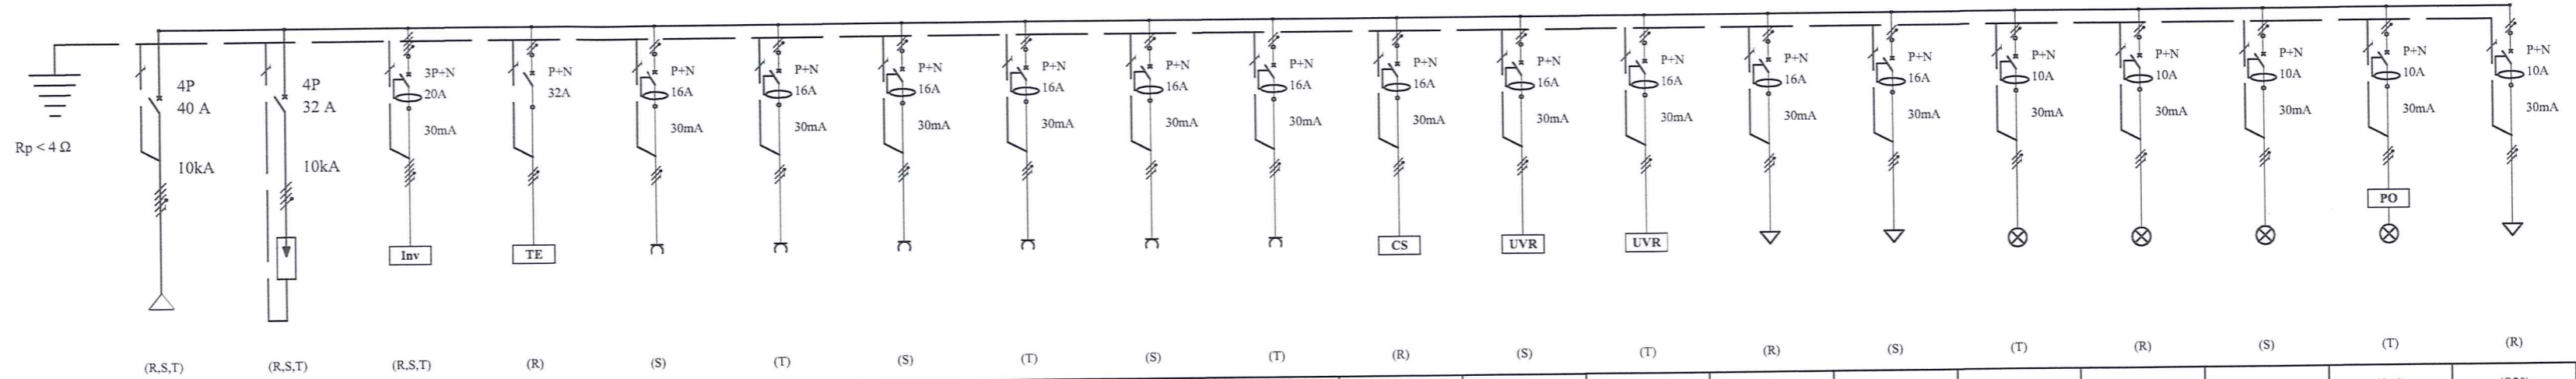 Rp < 4 Ω
4P
40 A
10kA
(R,S,T)
4P
32 A
10kA
(R,S,T)
3P+N
20A
30mA
Inv
(R,S,T)
P+N
32A
TE
(R)
P+N
16A
30mA
(S)
P+N
16A
30mA
(T)
P+N
16A
30mA
(S)
P+N
16A
30mA
(T)
P+N
16A
30mA
(S)
P+N
16A
30mA
(T)
P+N
16A
30mA
CS
(R)
P+N
16A
30mA
UVR
(S)
P+N
16A
30mA
UVR
(T)
P+N
16A
30mA
(R)
P+N
16A
30mA
(S)
P+N
10A
30mA
(T)
P+N
10A
30mA
(R)
P+N
10A
30mA
(S)
P+N
10A
30mA
PO
(T)
P+N
10A
30mA
(R)